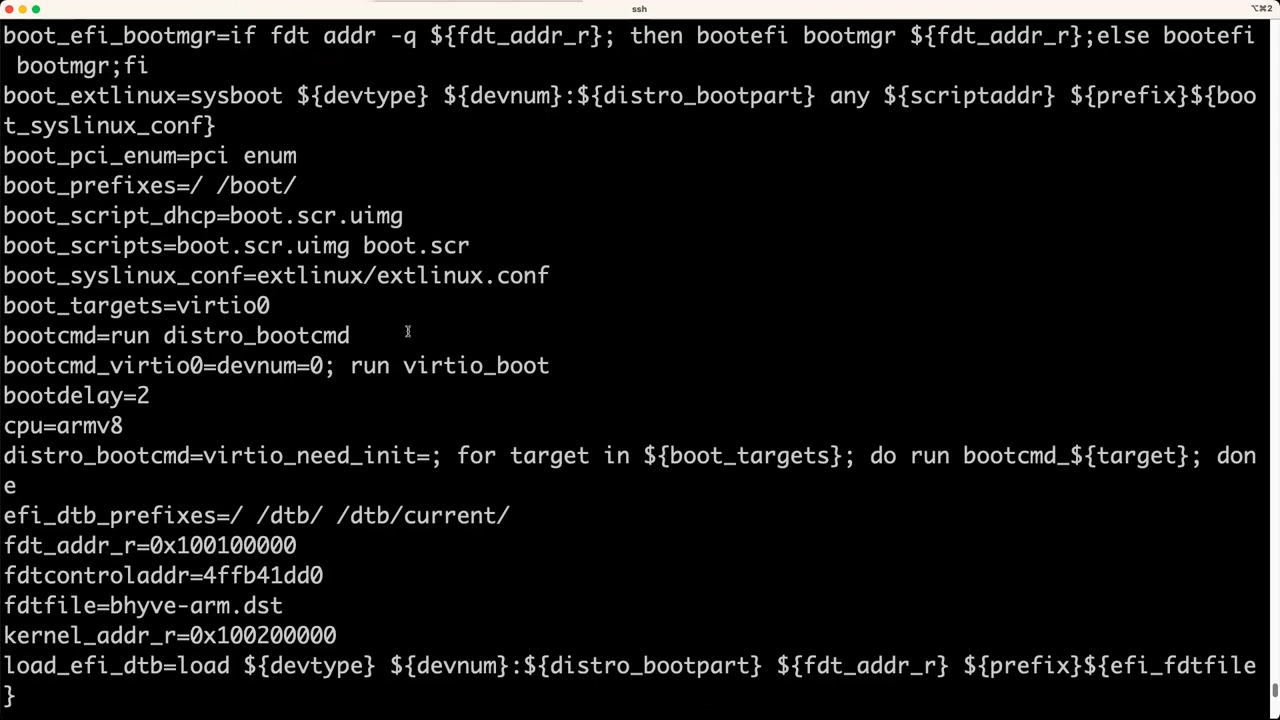 ssh
⌥⌘2
boot_efi_bootmgr=if fdt addr -q ${fdt_addr_r}; then bootefi bootmgr ${fdt_addr_r};else bootefi
 bootmgr;fi
boot_extlinux=sysboot ${devtype} ${devnum}:${distro_bootpart} any ${scriptaddr} ${prefix}${boo
t_syslinux_conf}
boot_pci_enum=pci enum
boot_prefixes=/ /boot/
boot_script_dhcp=boot.scr.uimg
boot_scripts=boot.scr.uimg boot.scr
boot_syslinux_conf=extlinux/extlinux.conf
boot_targets=virtio0
bootcmd=run distro_bootcmd
bootcmd_virtio0=devnum=0; run virtio_boot
bootdelay=2
cpu=armv8
distro_bootcmd=virtio_need_init=; for target in ${boot_targets}; do run bootcmd_${target}; don
e
efi_dtb_prefixes=/ /dtb/ /dtb/current/
fdt_addr_r=0x100100000
fdtcontroladdr=4ffb41dd0
fdtfile=bhyve-arm.dst
kernel_addr_r=0x100200000
load_efi_dtb=load ${devtype} ${devnum}:${distro_bootpart} ${fdt_addr_r} ${prefix}${efi_fdtfile
}